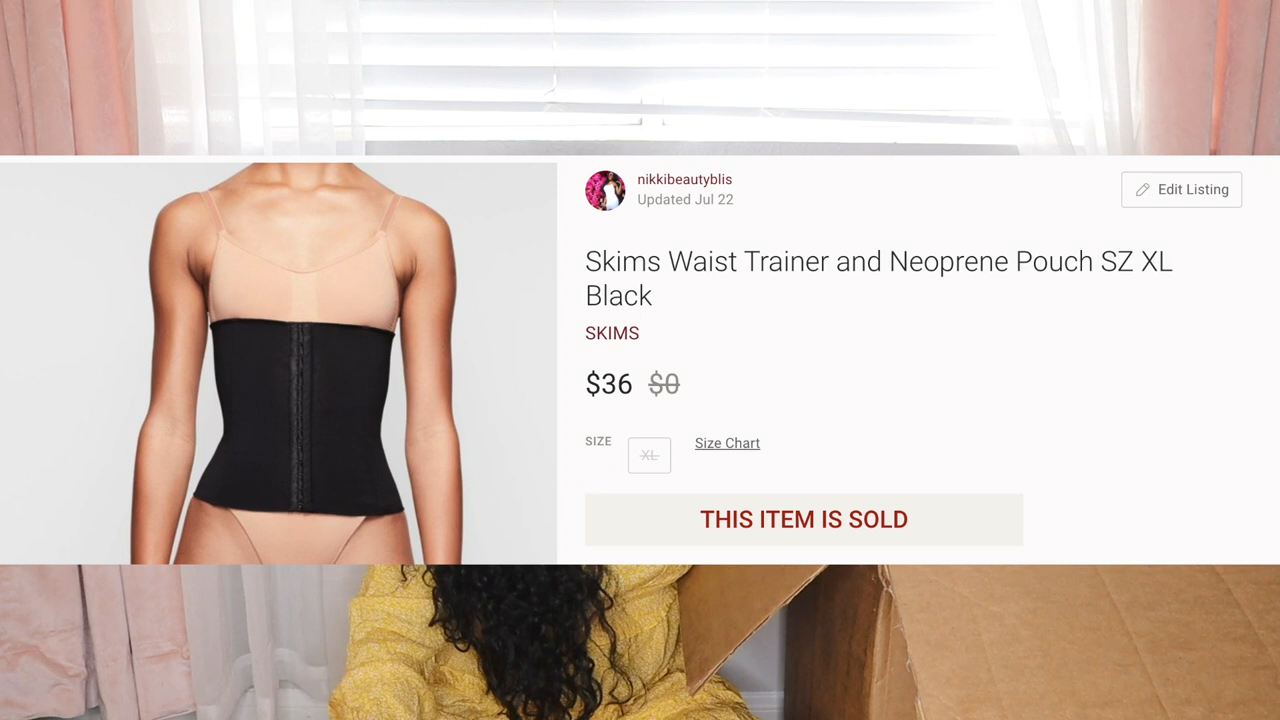 nikkibeautyblis
Updated Jul 22
Edit Listing
Skims Waist Trainer and Neoprene Pouch SZ XL
Black
SKIMS
$36 $0
SIZE
XL
Size Chart
THIS ITEM IS SOLD